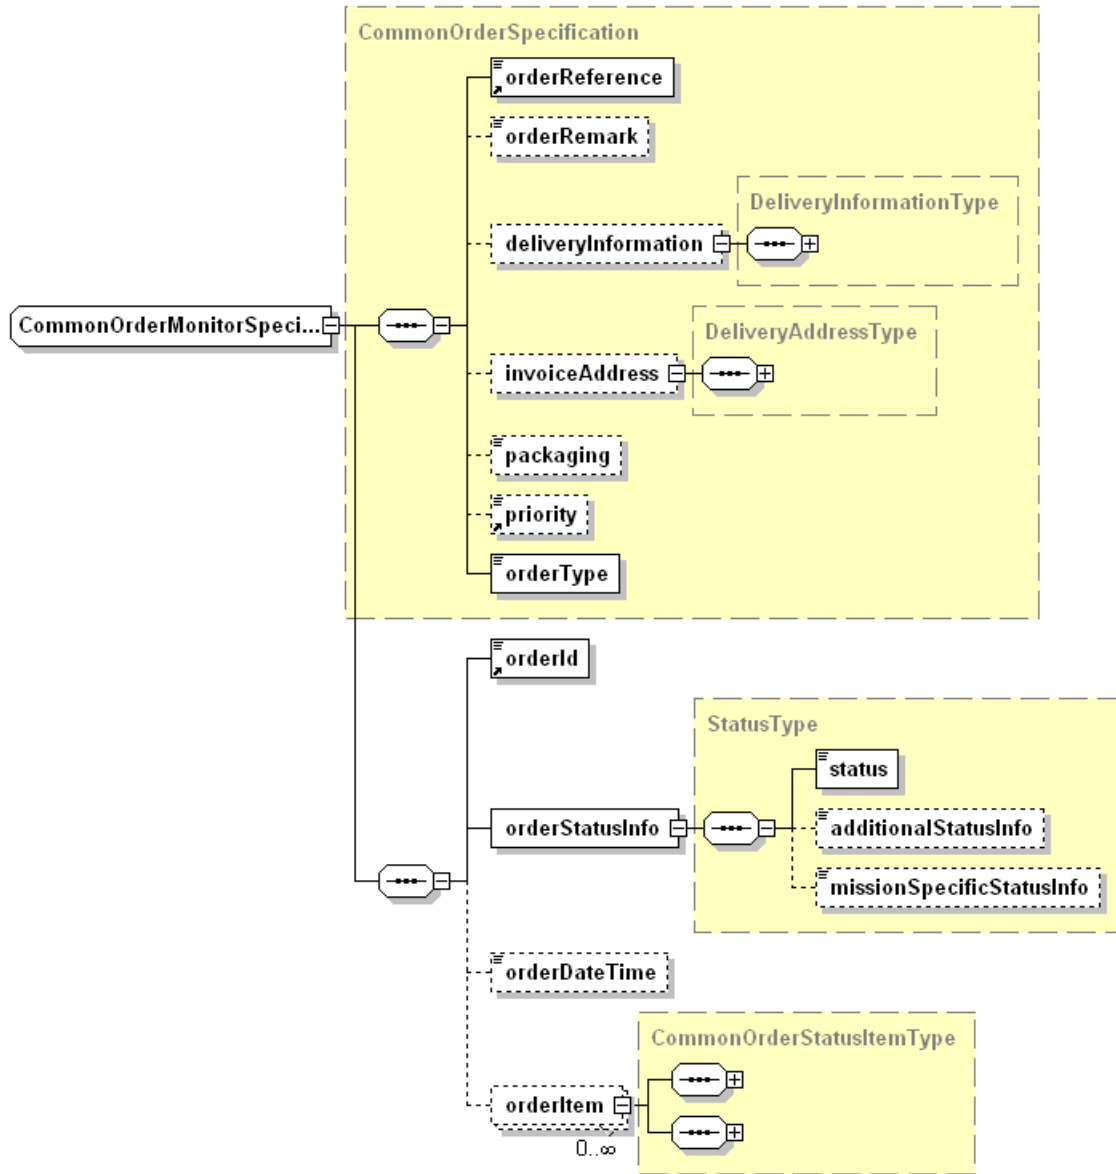 CommonOrderSpecification
orderReference
orderRemark
DeliveryInformationType
deliveryInformation
CommonOrderMonitorSpeci...
DeliveryAddressType
invoiceAddress
packaging
priority
orderType
orderId
StatusType
status
orderStatusInfo
additionalStatusInfo
missionSpecificStatusInfo
orderDateTime
CommonOrderStatusItemType
orderItem
0..∞